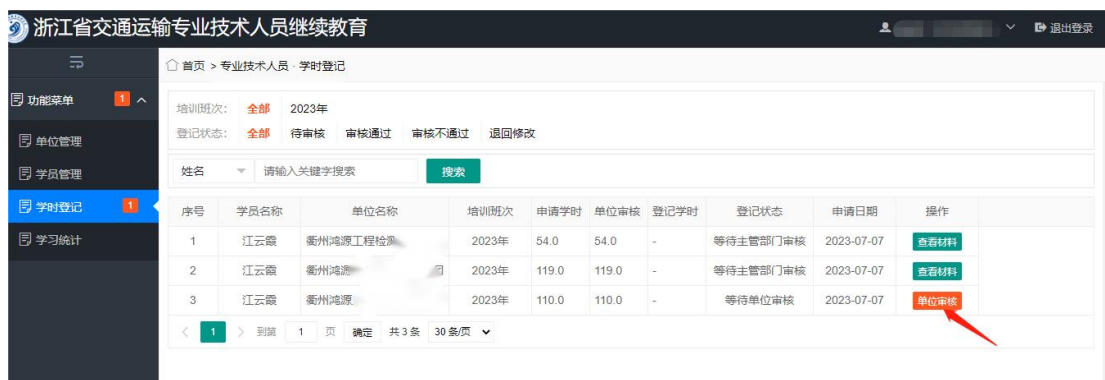 浙江省交通运输专业技术人员继续教育
退出登录
首页 > 专业技术人员 · 学时登记
功能菜单 1
单位管理
学员管理
学时登记 1
学习统计
培训班次: 全部 2023年
登记状态: 全部 待审核 审核通过 审核不通过 退回修改
姓名 请输入关键字搜索 搜索
序号 学员名称 单位名称 培训班次 申请学时 单位审核 登记学时 登记状态 申请日期 操作
1 江云霞 衢州鸿源工程检测 2023年 54.0 54.0 - 等待主管部门审核 2023-07-07 查看材料
2 江云霞 衢州鸿源 2023年 119.0 119.0 - 等待主管部门审核 2023-07-07 查看材料
3 江云霞 衢州鸿源 2023年 110.0 110.0 - 等待单位审核 2023-07-07 单位审核
< 1 > 到第 1 页 确定 共 3 条 30 条/页